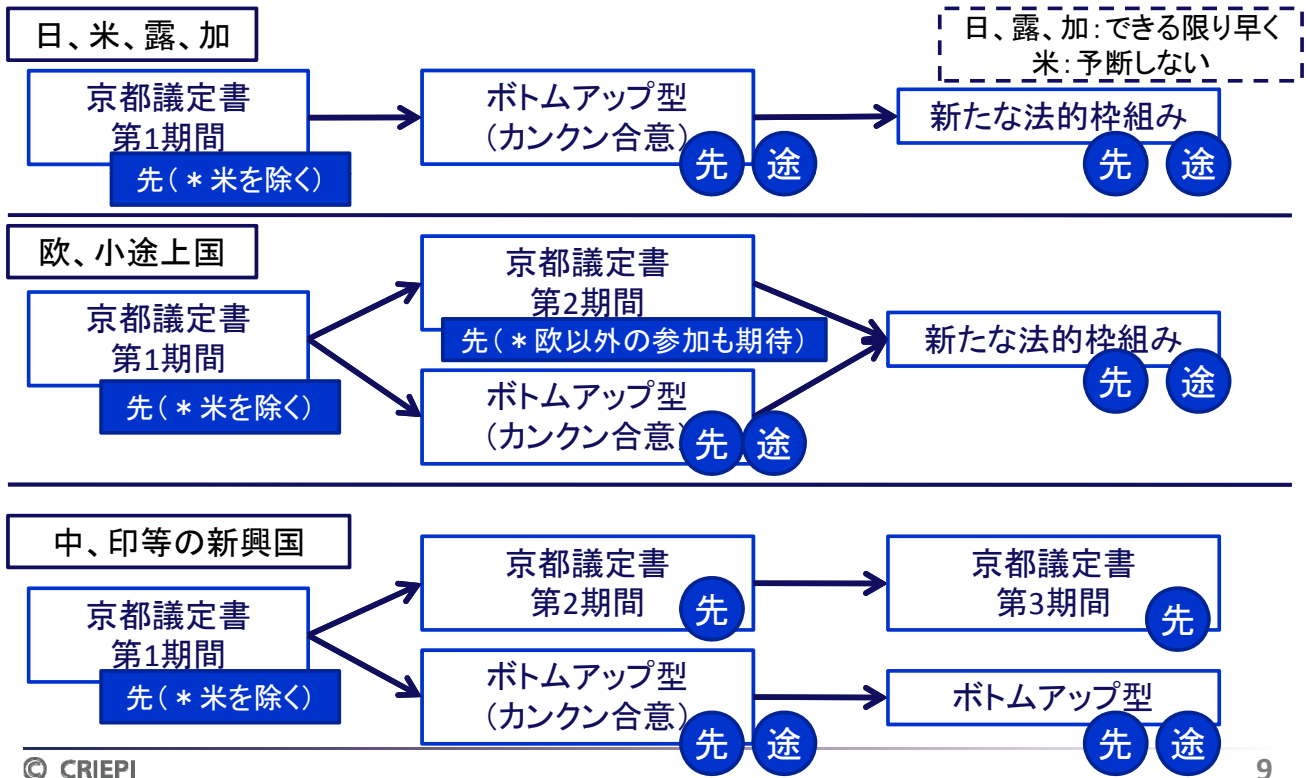 日、米、露、加
日、露、加：できる限り早く
米：予断しない
京都議定書
第1期間
先（＊米を除く）
ボトムアップ型
（カンクン合意）
先
途
新たな法的枠組み
先
途
欧、小途上国
京都議定書
第1期間
先（＊米を除く）
京都議定書
第2期間
先（＊欧以外の参加も期待）
ボトムアップ型
（カンクン合意）
先
途
新たな法的枠組み
先
途
中、印等の新興国
京都議定書
第1期間
先（＊米を除く）
京都議定書
第2期間
先
京都議定書
第3期間
先
ボトムアップ型
（カンクン合意）
先
途
ボトムアップ型
先
途
© CRIEPI
9